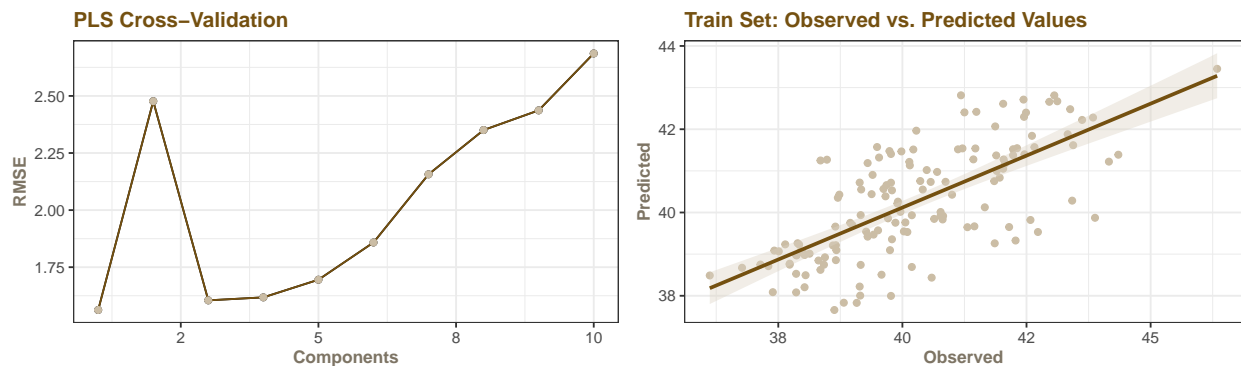 PLS Cross−Validation
RMSE
2.50
2.25
2.00
1.75
2
5
8
10
Components
Train Set: Observed vs. Predicted Values
Predicted
44
42
40
38
38
40
42
45
Observed